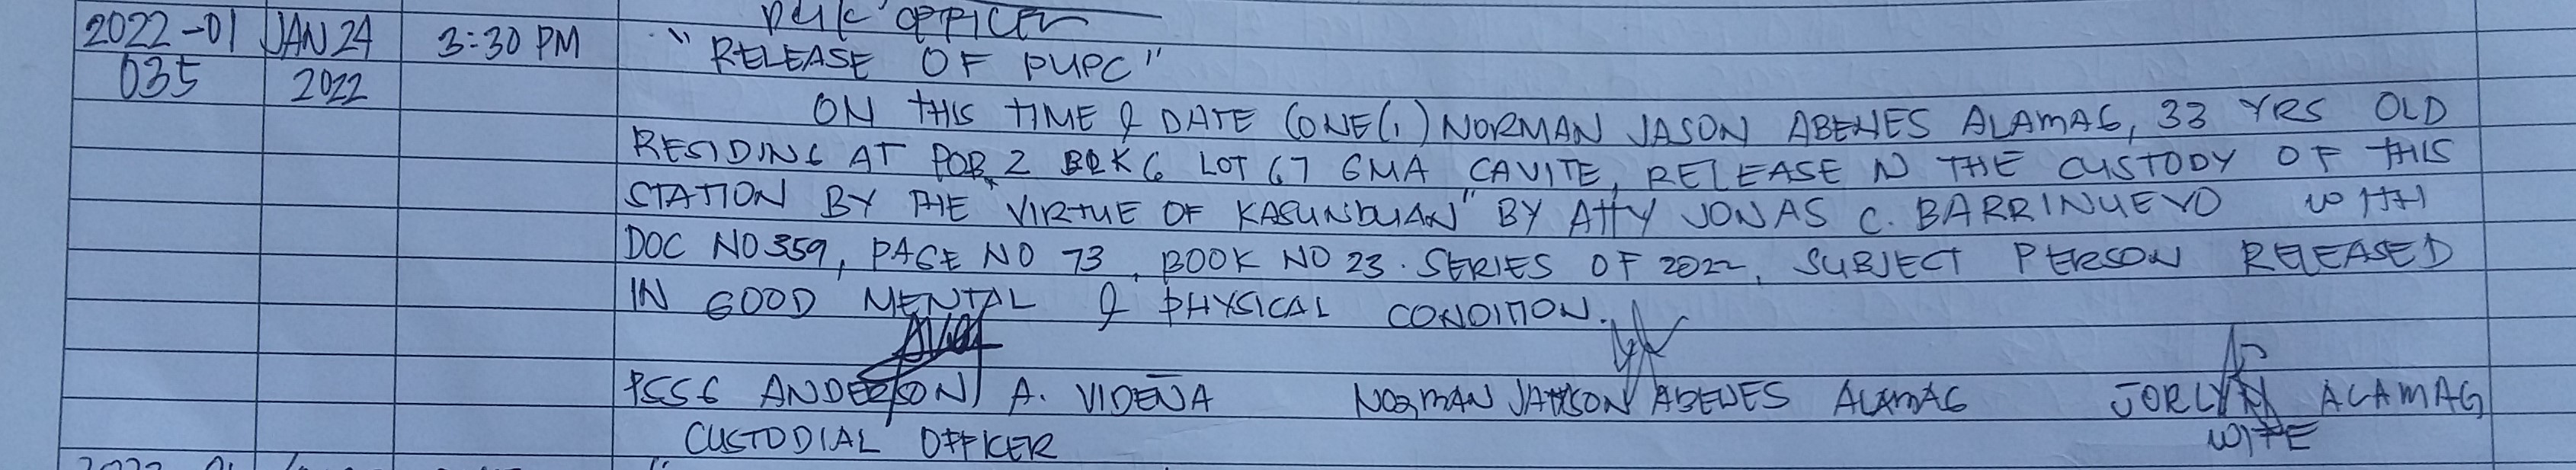 DESK OFFICER
2022-01 JAN 24 3:30 PM "RELEASE OF PUPC"
035 2022
ON THIS TIME & DATE (ONE(1) NORMAN JASON ABENES ALAMAG, 33 YRS OLD
RESIDING AT POB. 2 BLK 6 LOT 67 GMA CAVITE, RELEASE N THE CUSTODY OF THIS
STATION BY THE "VIRTUE OF KASUNDUAN" BY ATTY JONAS C. BARRINUEVO WITH
DOC NO 359, PAGE NO 73, BOOK NO 23. SERIES OF 2022, SUBJECT PERSON RELEASED
IN GOOD MENTAL & PHYSICAL CONDITION.
PSSG ANDERSON A. VIDEÑA NORMAN JAYSON ABENES ALAMAG JORLYN ALAMAG
CUSTODIAL OFFICER WIFE